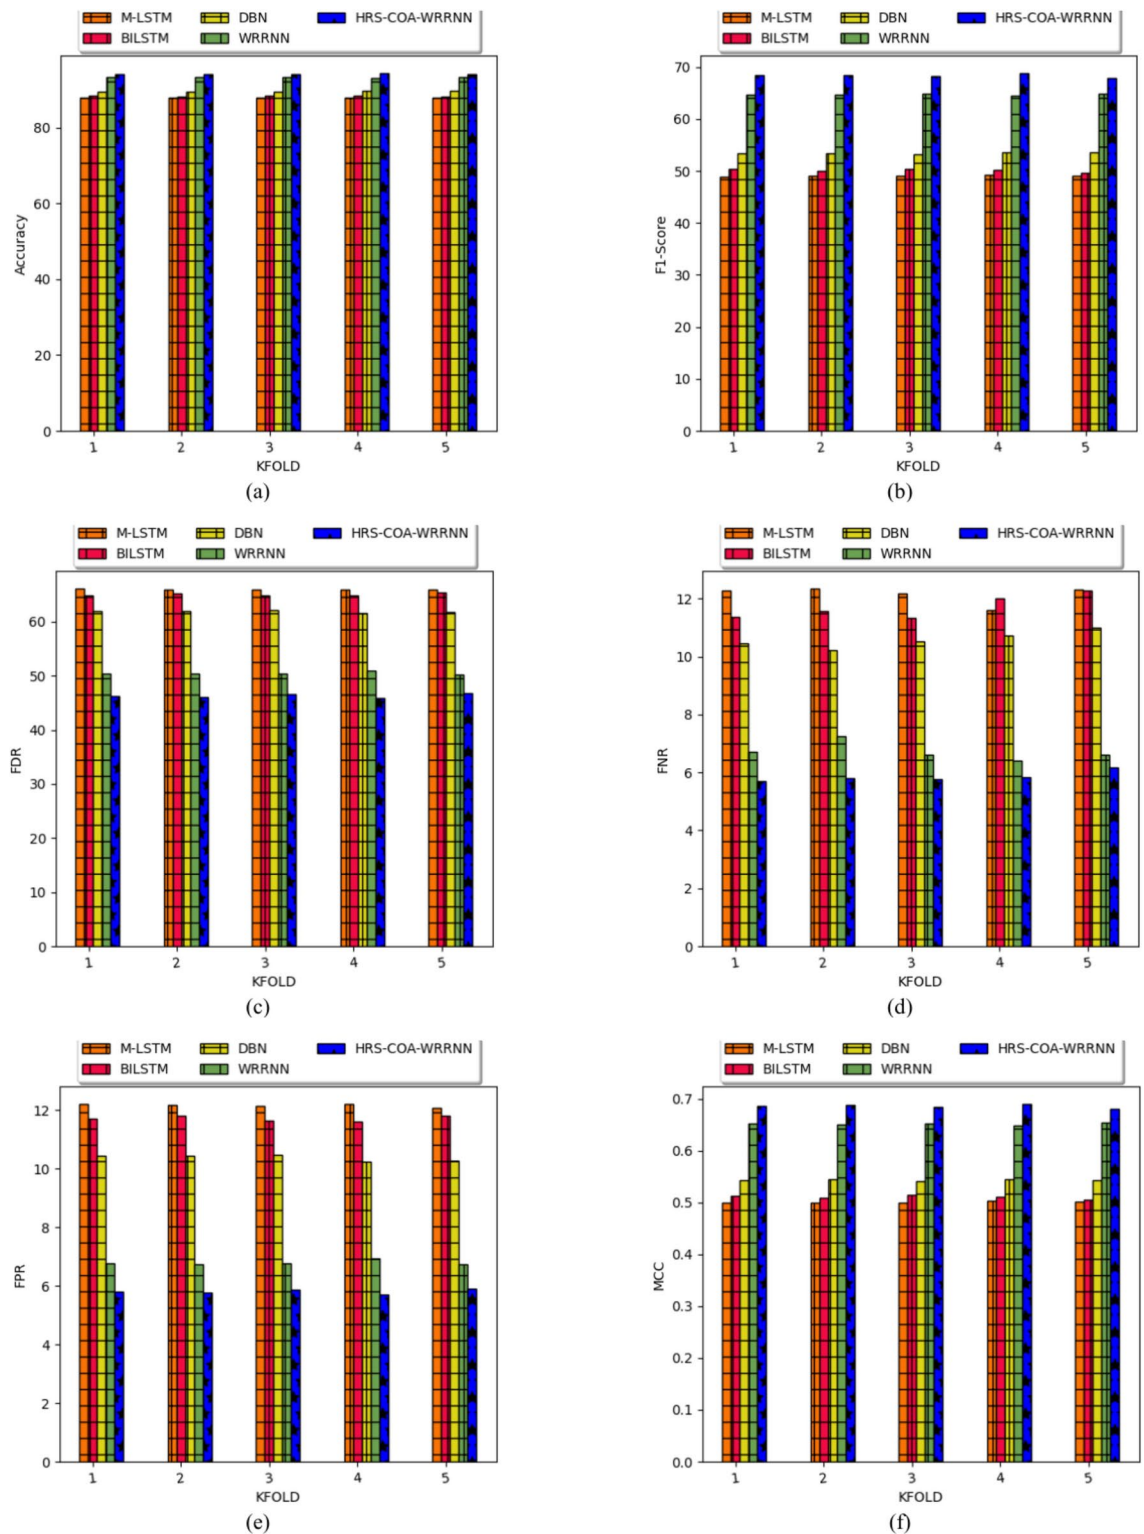 M-LSTM DBN HRS-COA-WRRNN
BILSTM WRRNN
Accuracy
80
60
40
20
0
1 2 3 4 5
KFOLD
(a)
M-LSTM DBN HRS-COA-WRRNN
BILSTM WRRNN
F1-Score
70
60
50
40
30
20
10
0
1 2 3 4 5
KFOLD
(b)
M-LSTM DBN HRS-COA-WRRNN
BILSTM WRRNN
FDR
60
50
40
30
20
10
0
1 2 3 4 5
KFOLD
(c)
M-LSTM DBN HRS-COA-WRRNN
BILSTM WRRNN
FNR
12
10
8
6
4
2
0
1 2 3 4 5
KFOLD
(d)
M-LSTM DBN HRS-COA-WRRNN
BILSTM WRRNN
FPR
12
10
8
6
4
2
0
1 2 3 4 5
KFOLD
(e)
M-LSTM DBN HRS-COA-WRRNN
BILSTM WRRNN
MCC
0.7
0.6
0.5
0.4
0.3
0.2
0.1
0.0
1 2 3 4 5
KFOLD
(f)